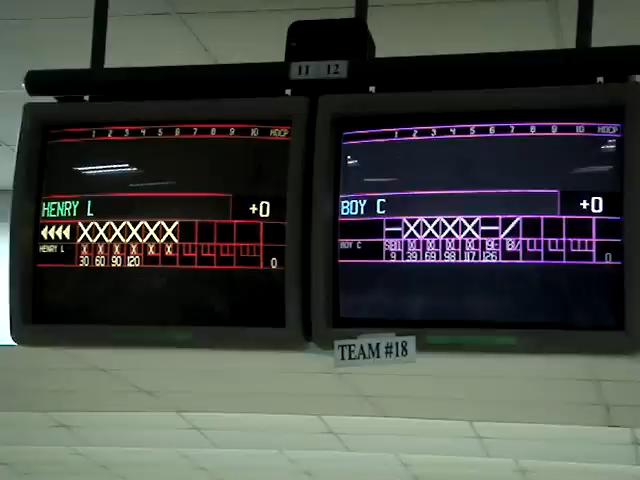 11 12
1 2 3 4 5 6 7 8 9 10 HDCP
HENRY L +0
X X X X X X
HENRY L X X X X X X
30 60 90 120 0
1 2 3 4 5 6 7 8 9 10 HDCP
BOY C +0
- X X X X - /
BOY C
9 39 69 98 117 126 0
TEAM #18